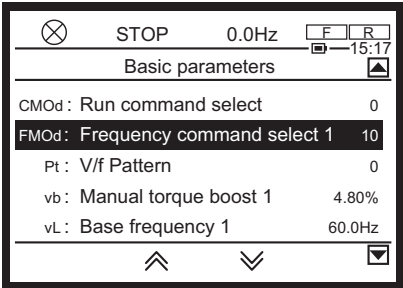 STOP 0.0Hz F R
15:17
Basic parameters
CMOd : Run command select 0
FMOd : Frequency command select 1 10
Pt : V/f Pattern 0
vb : Manual torque boost 1 4.80%
vL : Base frequency 1 60.0Hz